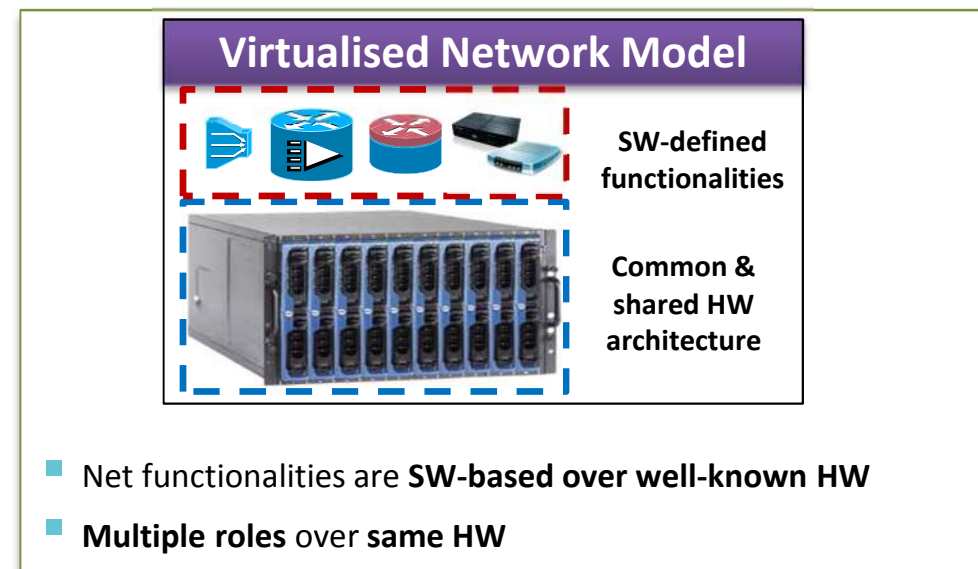 Virtualised Network Model
SW-defined
functionalities
Common &
shared HW
architecture
Net functionalities are SW-based over well-known HW
Multiple roles over same HW